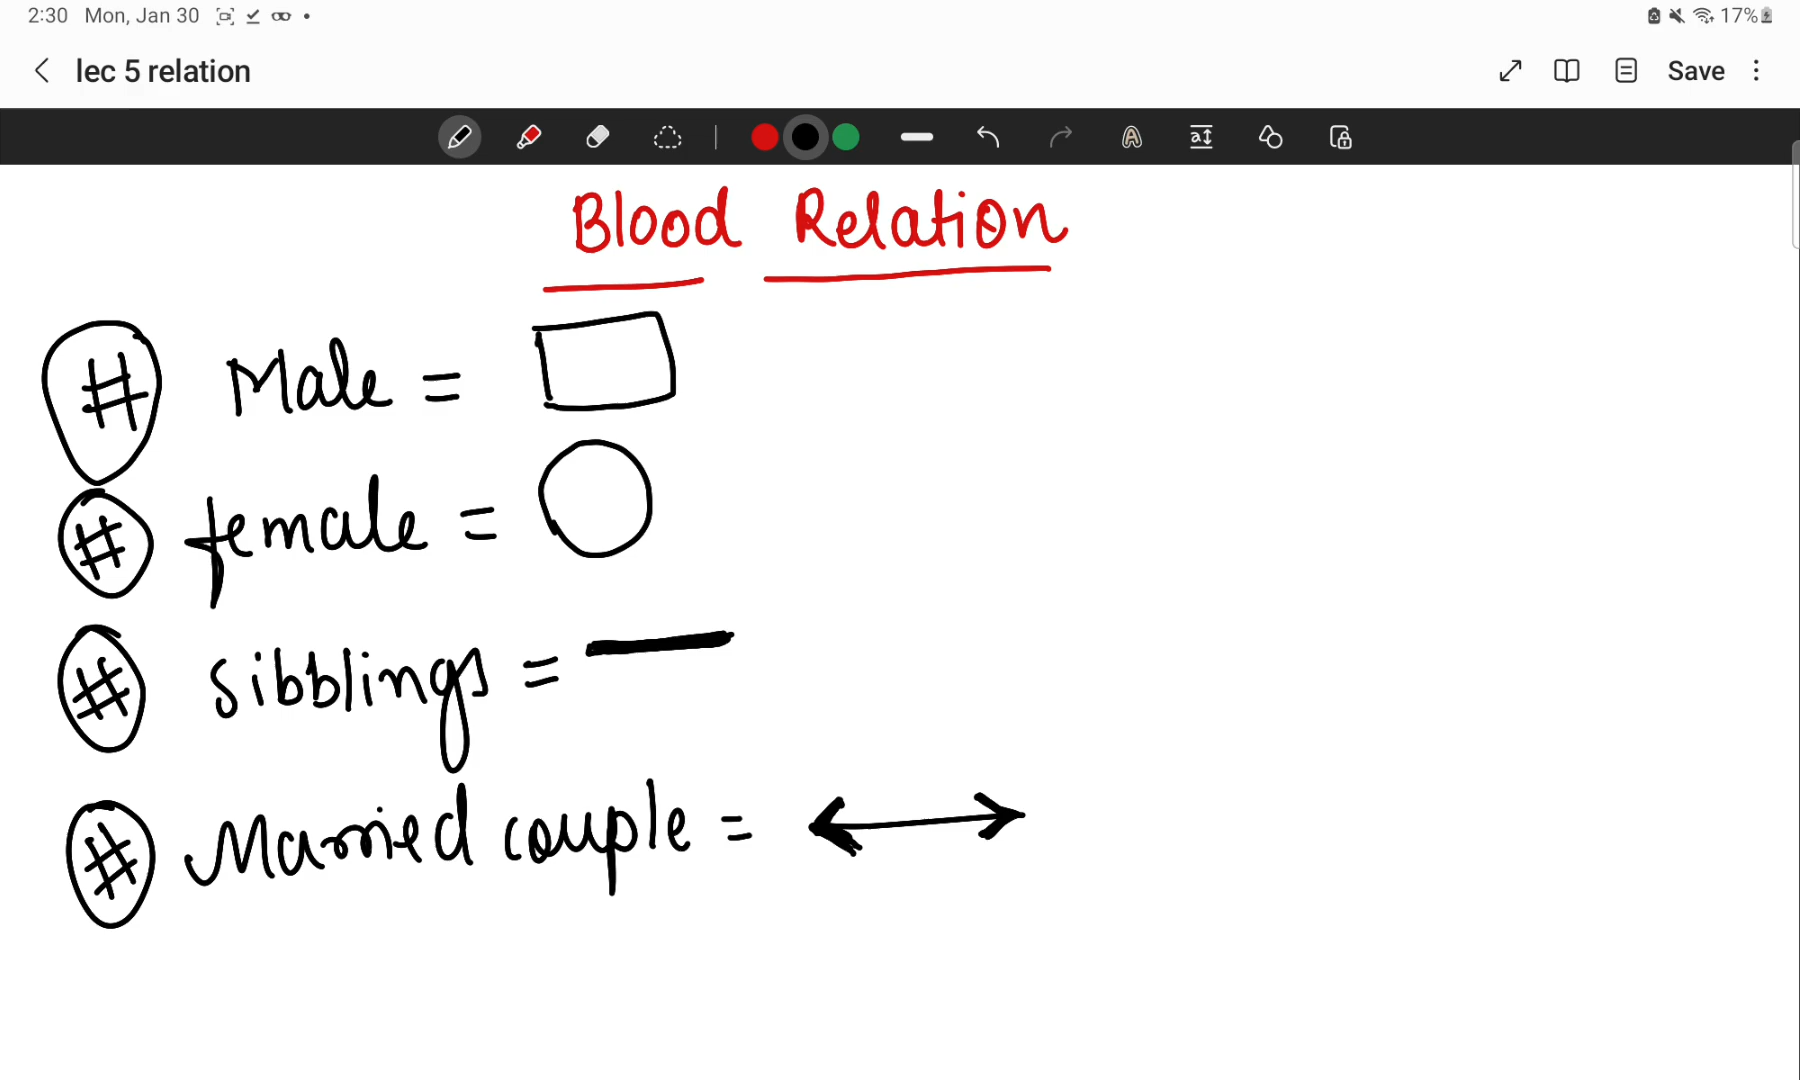 2:30 Mon, Jan 30
17%
lec 5 relation
Save
Blood Relation
# Male =
# female =
# sibblings =
# Married couple =